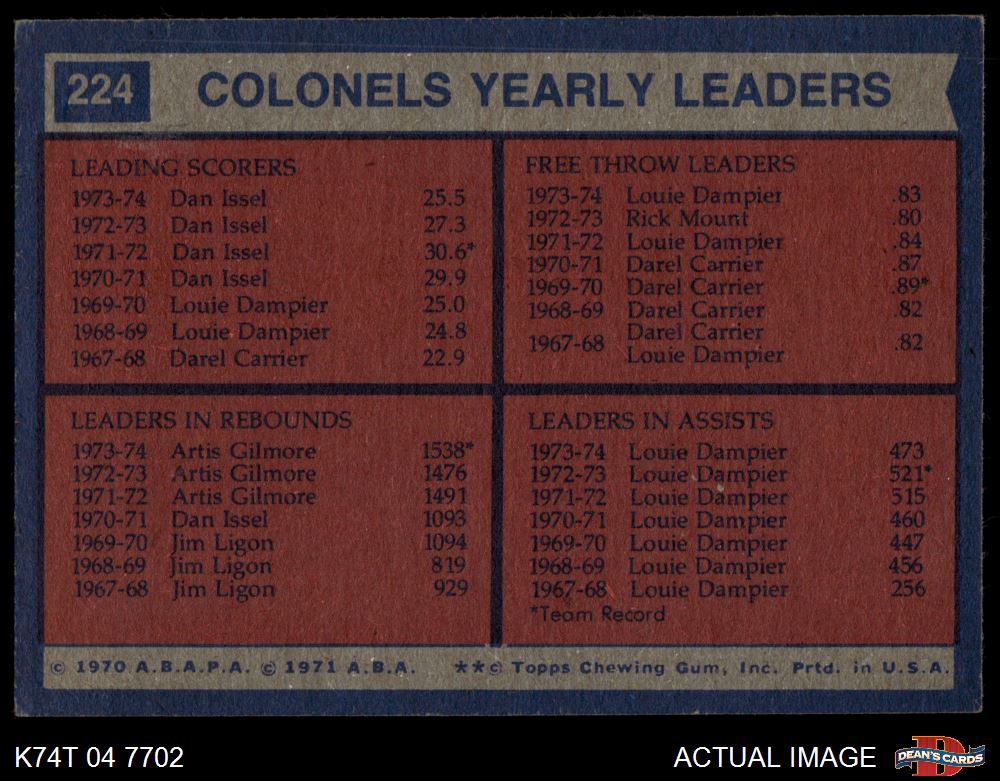 224 COLONELS YEARLY LEADERS
LEADING SCORERS
1973-74 Dan Issel 25.5
1972-73 Dan Issel 27.3
1971-72 Dan Issel 30.6*
1970-71 Dan Issel 29.9
1969-70 Louie Dampier 25.0
1968-69 Louie Dampier 24.8
1967-68 Darel Carrier 22.9
FREE THROW LEADERS
1973-74 Louie Dampier .83
1972-73 Rick Mount .80
1971-72 Louie Dampier .84
1970-71 Darel Carrier .87
1969-70 Darel Carrier .89*
1968-69 Darel Carrier .82
Darel Carrier
1967-68 .82
Louie Dampier
LEADERS IN REBOUNDS
1973-74 Artis Gilmore 1538*
1972-73 Artis Gilmore 1476
1971-72 Artis Gilmore 1491
1970-71 Dan Issel 1093
1969-70 Jim Ligon 1094
1968-69 Jim Ligon 819
1967-68 Jim Ligon 929
LEADERS IN ASSISTS
1973-74 Louie Dampier 473
1972-73 Louie Dampier 521*
1971-72 Louie Dampier 515
1970-71 Louie Dampier 460
1969-70 Louie Dampier 447
1968-69 Louie Dampier 456
1967-68 Louie Dampier 256
*Team Record
© 1970 A.B.A.P.A. © 1971 A.B.A. **© Topps Chewing Gum, Inc. Prtd. in U.S.A.
K74T 04 7702 ACTUAL IMAGE DEAN'S CARDS